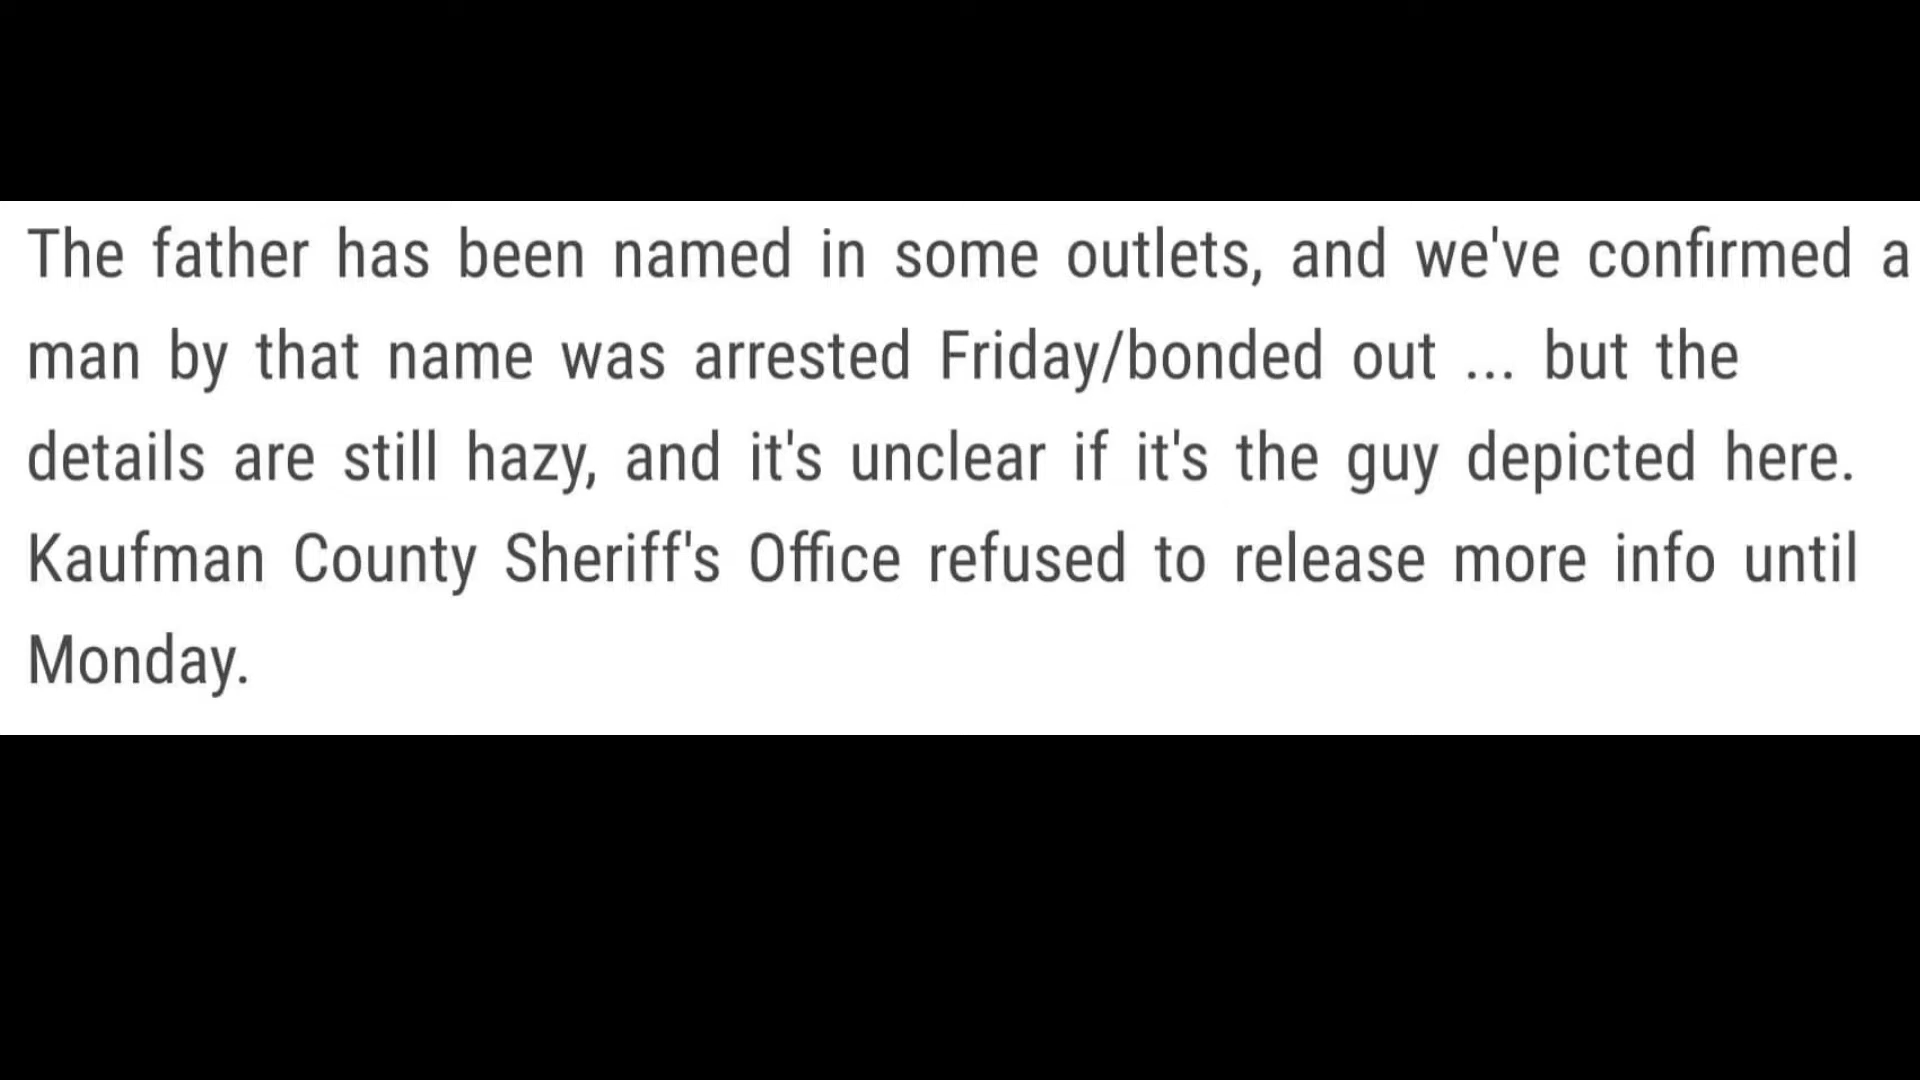 The father has been named in some outlets, and we've confirmed a
man by that name was arrested Friday/bonded out ... but the
details are still hazy, and it's unclear if it's the guy depicted here.
Kaufman County Sheriff's Office refused to release more info until
Monday.